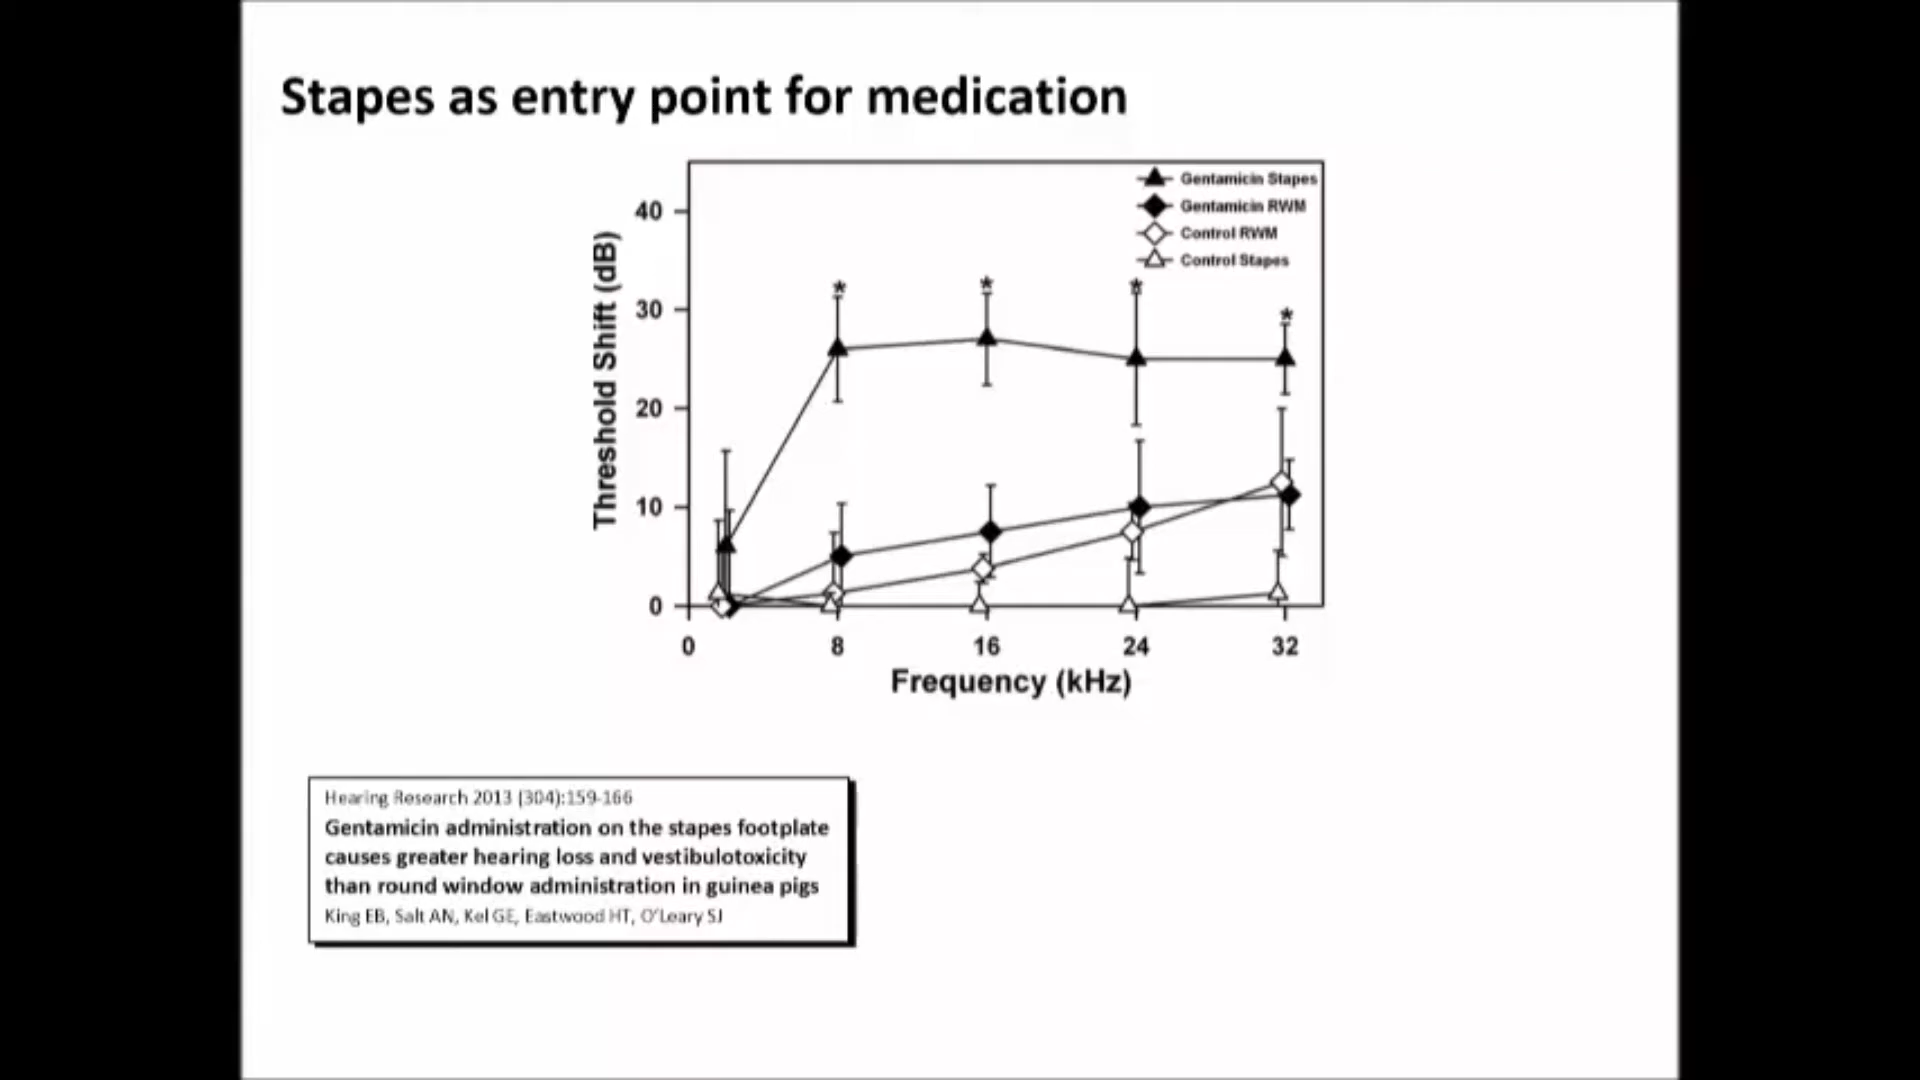 Stapes as entry point for medication
Gentamicin Stapes
Gentamicin RWM
Control RWM
Control Stapes
Threshold Shift (dB)
40
30
20
10
0
* * * *
0 8 16 24 32
Frequency (kHz)
Hearing Research 2013 (304):159-166
Gentamicin administration on the stapes footplate
causes greater hearing loss and vestibulotoxicity
than round window administration in guinea pigs
King EB, Salt AN, Kel GE, Eastwood HT, O'Leary SJ